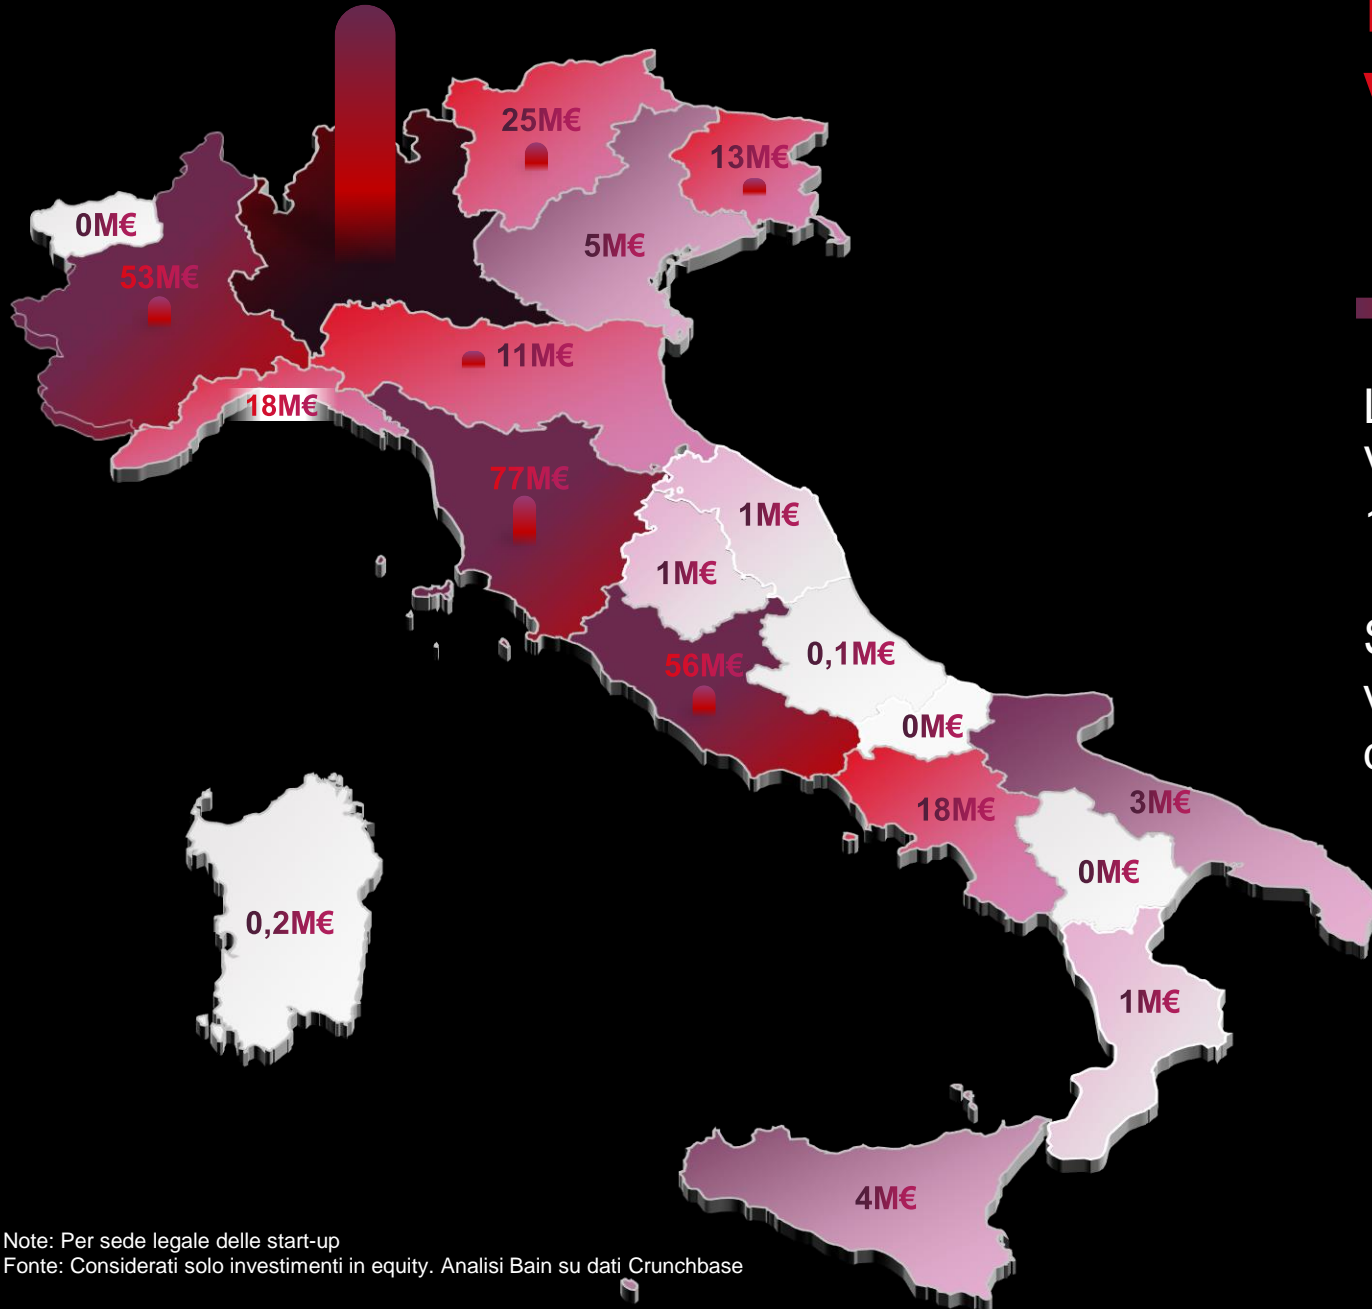 25M€
13M€
0M€
5M€
53M€
11M€
18M€
77M€
1M€
1M€
0,1M€
56M€
0M€
18M€
3M€
0M€
0,2M€
1M€
4M€
Note: Per sede legale delle start-up
Fonte: Considerati solo investimenti in equity. Analisi Bain su dati Crunchbase